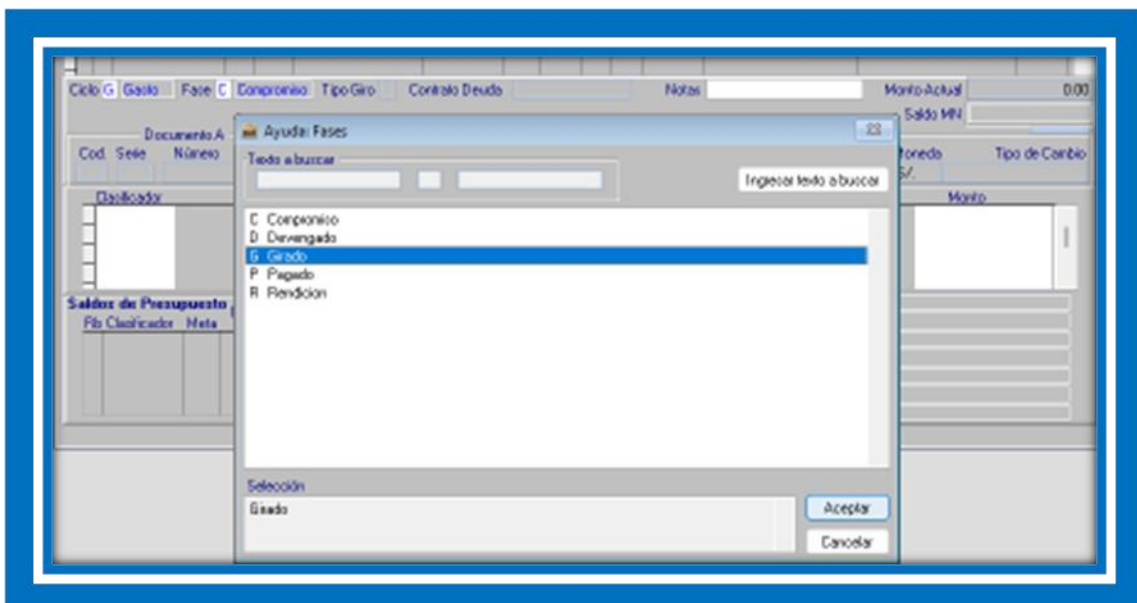 Ciclo G Gasto Fase C Compromiso Tipo Giro Contrato Deuda Notas Monto Actual 0.00
Saldo MN
Documento A
Cod. Serie Número
Moneda Tipo de Cambio
S/.
Clasificador
Monto
Saldos de Presupuesto
Rb Clasificador Meta
Ayuda: Fases
Texto a buscar
Ingresar texto a buscar
C Compromiso
D Devengado
G Girado
P Pagado
R Rendicion
Selección
Girado
Aceptar
Cancelar